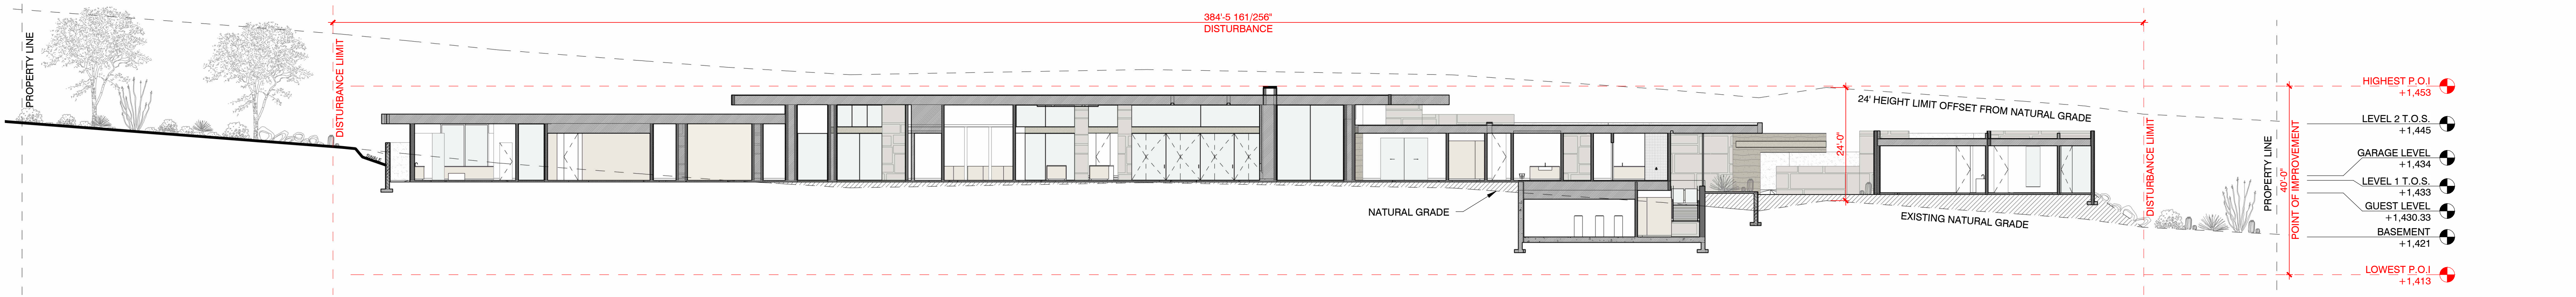 384'-5 161/256"
DISTURBANCE
PROPERTY LINE
DISTURBANCE LIIMIT
24'-0"
24' HEIGHT LIMIT OFFSET FROM NATURAL GRADE
NATURAL GRADE
EXISTING NATURAL GRADE
DISTURBANCE LIIMIT
PROPERTY LINE
40'-0"
POINT OF IMPROVEMENT
HIGHEST P.O.I
+1,453
LEVEL 2 T.O.S.
+1,445
GARAGE LEVEL
+1,434
LEVEL 1 T.O.S.
+1,433
GUEST LEVEL
+1,430.33
BASEMENT
+1,421
LOWEST P.O.I
+1,413